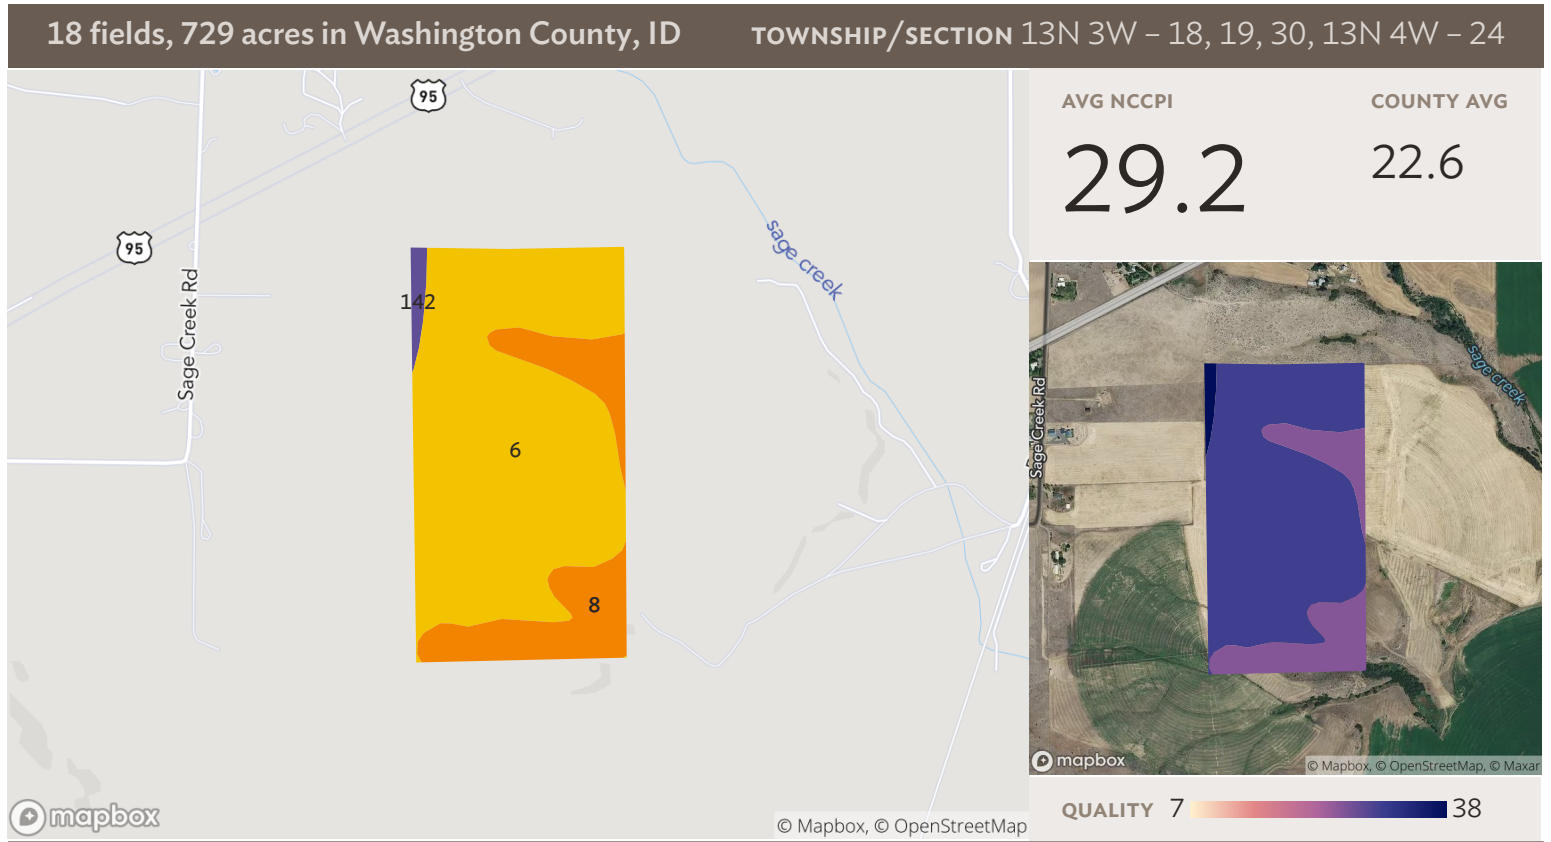 18 fields, 729 acres in Washington County, ID
TOWNSHIP/SECTION 13N 3W – 18, 19, 30, 13N 4W – 24
95
95
Sage Creek Rd
sage creek
142
6
8
mapbox
© Mapbox, © OpenStreetMap
AVG NCCPI
29.2
COUNTY AVG
22.6
Sage Creek Rd
sage creek
mapbox
© Mapbox, © OpenStreetMap, © Maxar
QUALITY 7 38